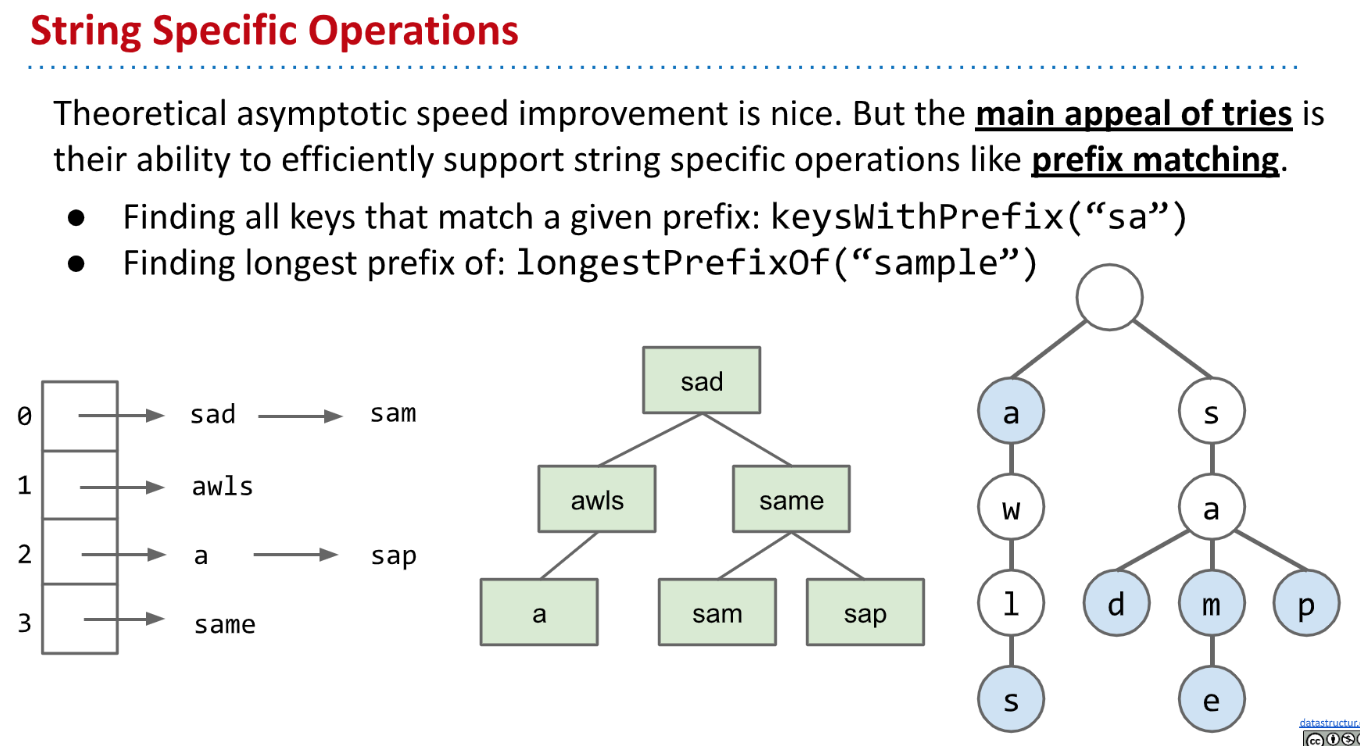 String Specific Operations
Theoretical asymptotic speed improvement is nice. But the main appeal of tries is
their ability to efficiently support string specific operations like prefix matching.
● Finding all keys that match a given prefix: keysWithPrefix(“sa”)
● Finding longest prefix of: longestPrefixOf(“sample”)
0 sad sam
1 awls
2 a sap
3 same
sad
awls same
a sam sap
a s
w a
l d m p
s e
datastructur.